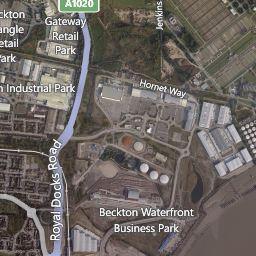 A1020
ckton
angle
etail
Park
Gateway
Retail
Park
Jenkins
Hornet Way
n Industrial Park
Royal Docks Road
Beckton Waterfront
Business Park